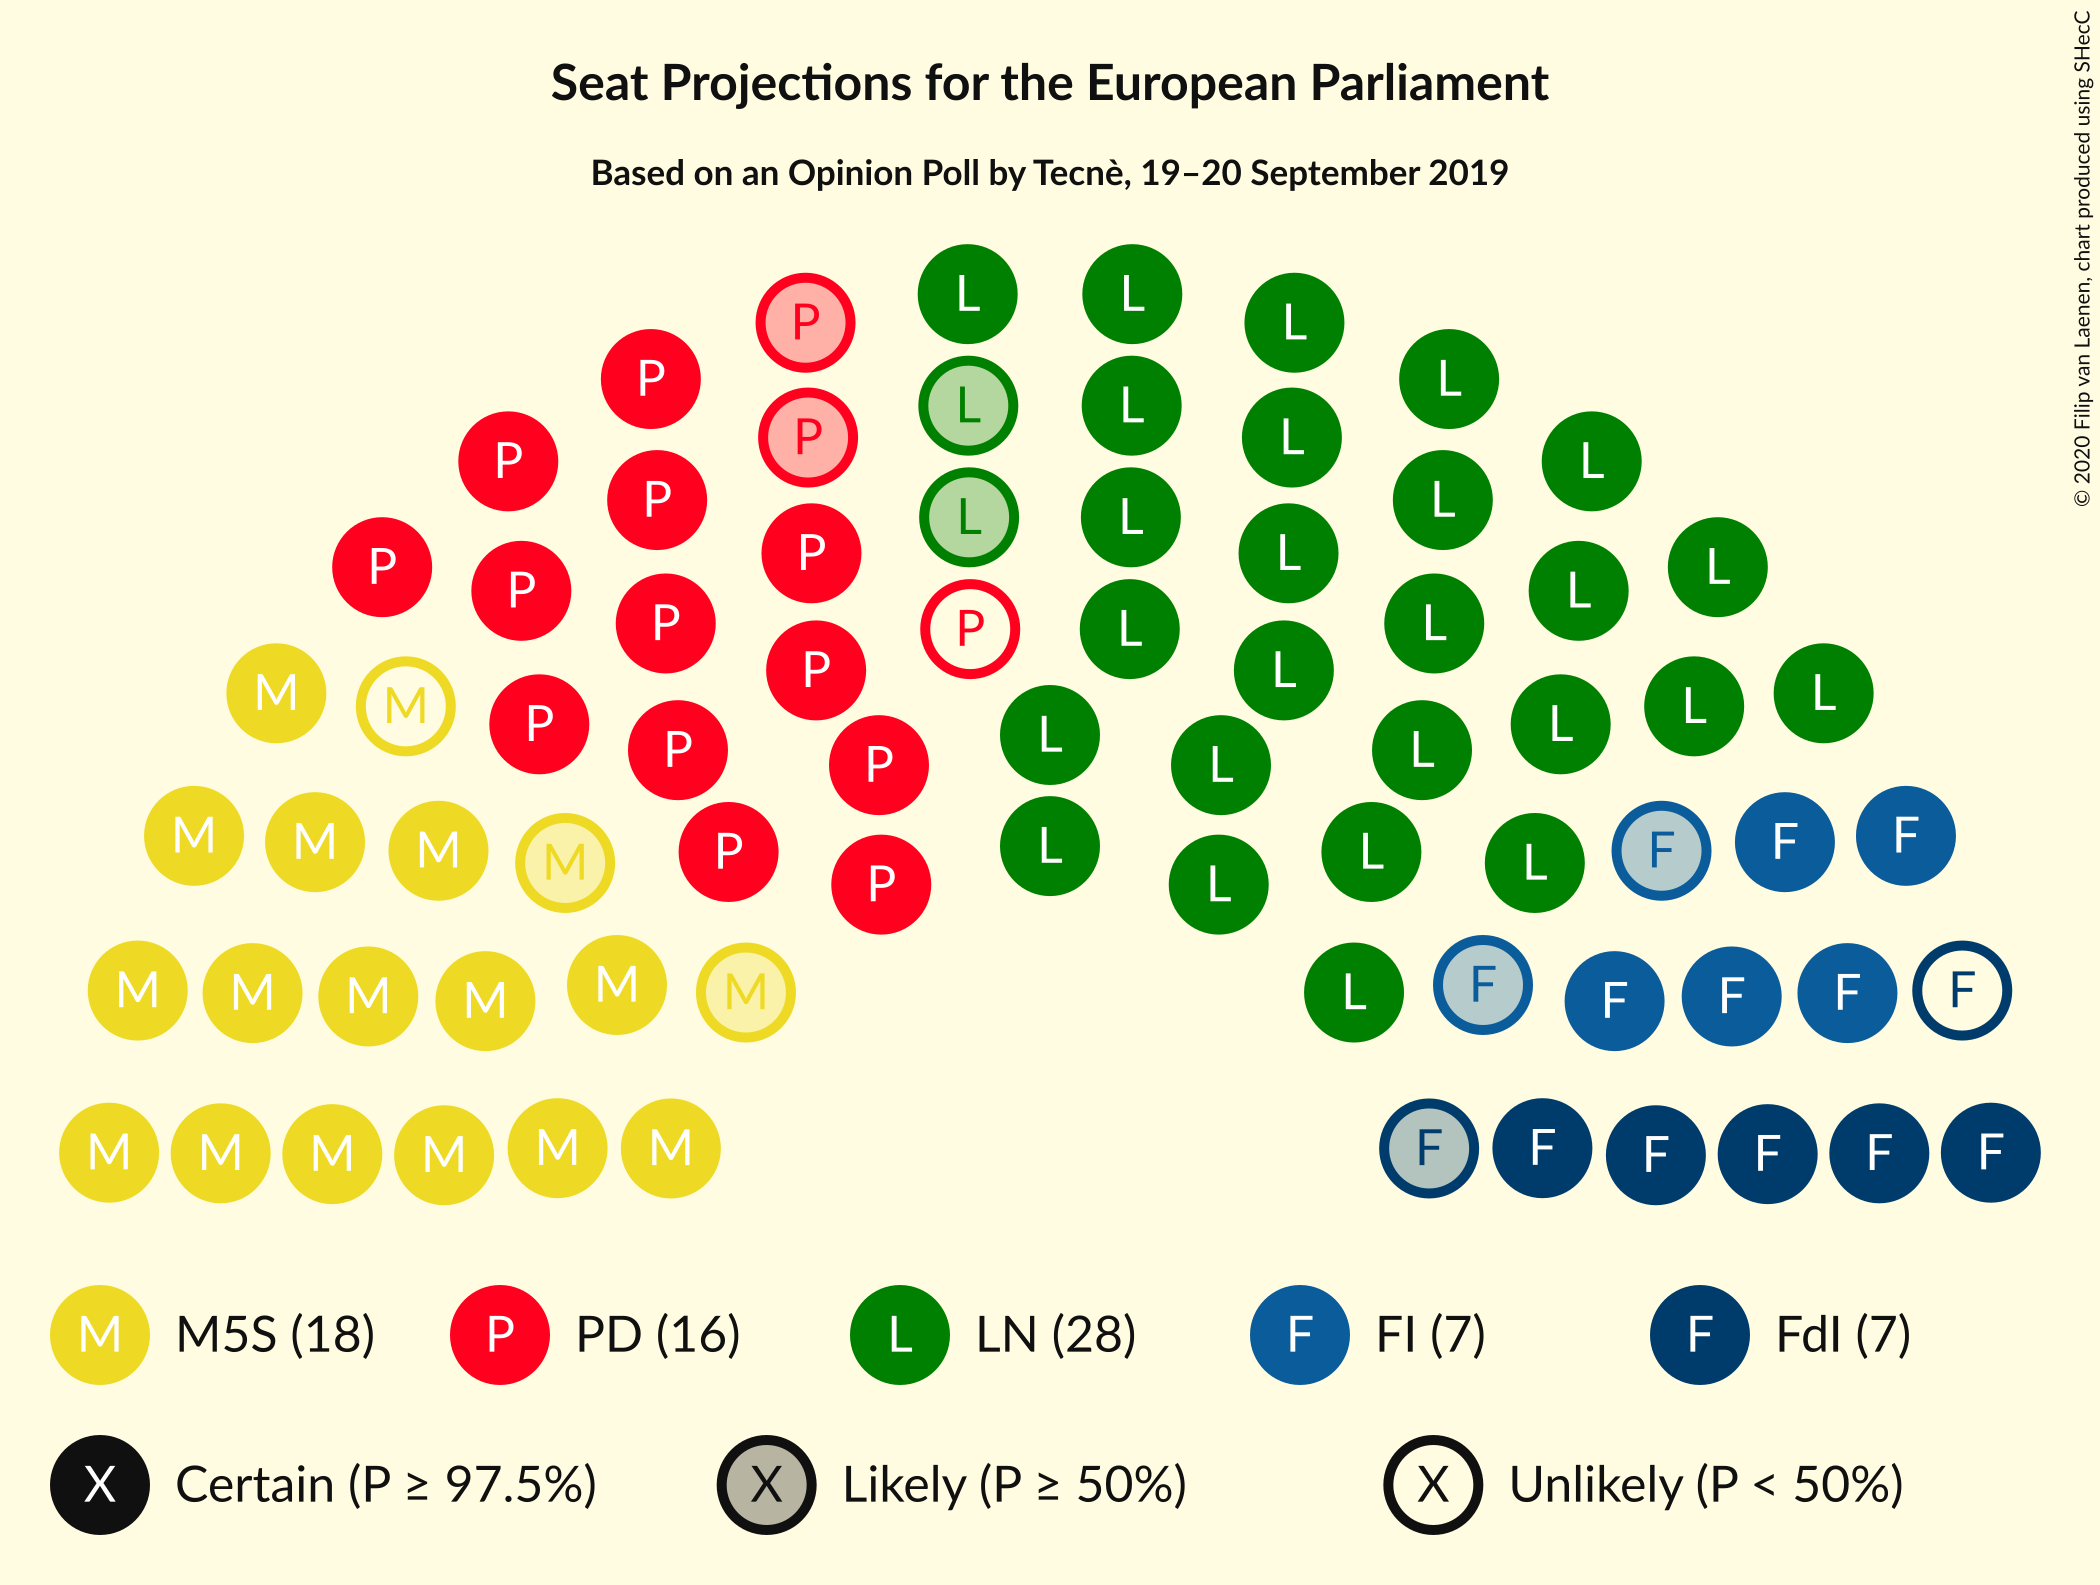 Seat Projections for the European Parliament
Based on an Opinion Poll by Tecnè, 19–20 September 2019
© 2020 Filip van Laenen, chart produced using SHecC
L L
P L L
P L
L L
P L
P L
P L
L L
P L
P L
P L
P L
P L
P L
P L
M M P P L L L L
P L
P L
P L L
M M M M P L L F F F
P L
M M M M M M L F F F F F
M M M M M M F F F F F F
M M5S (18) P PD (16) L LN (28) F FI (7) F FdI (7)
X Certain (P ≥ 97.5%) X Likely (P ≥ 50%) X Unlikely (P < 50%)